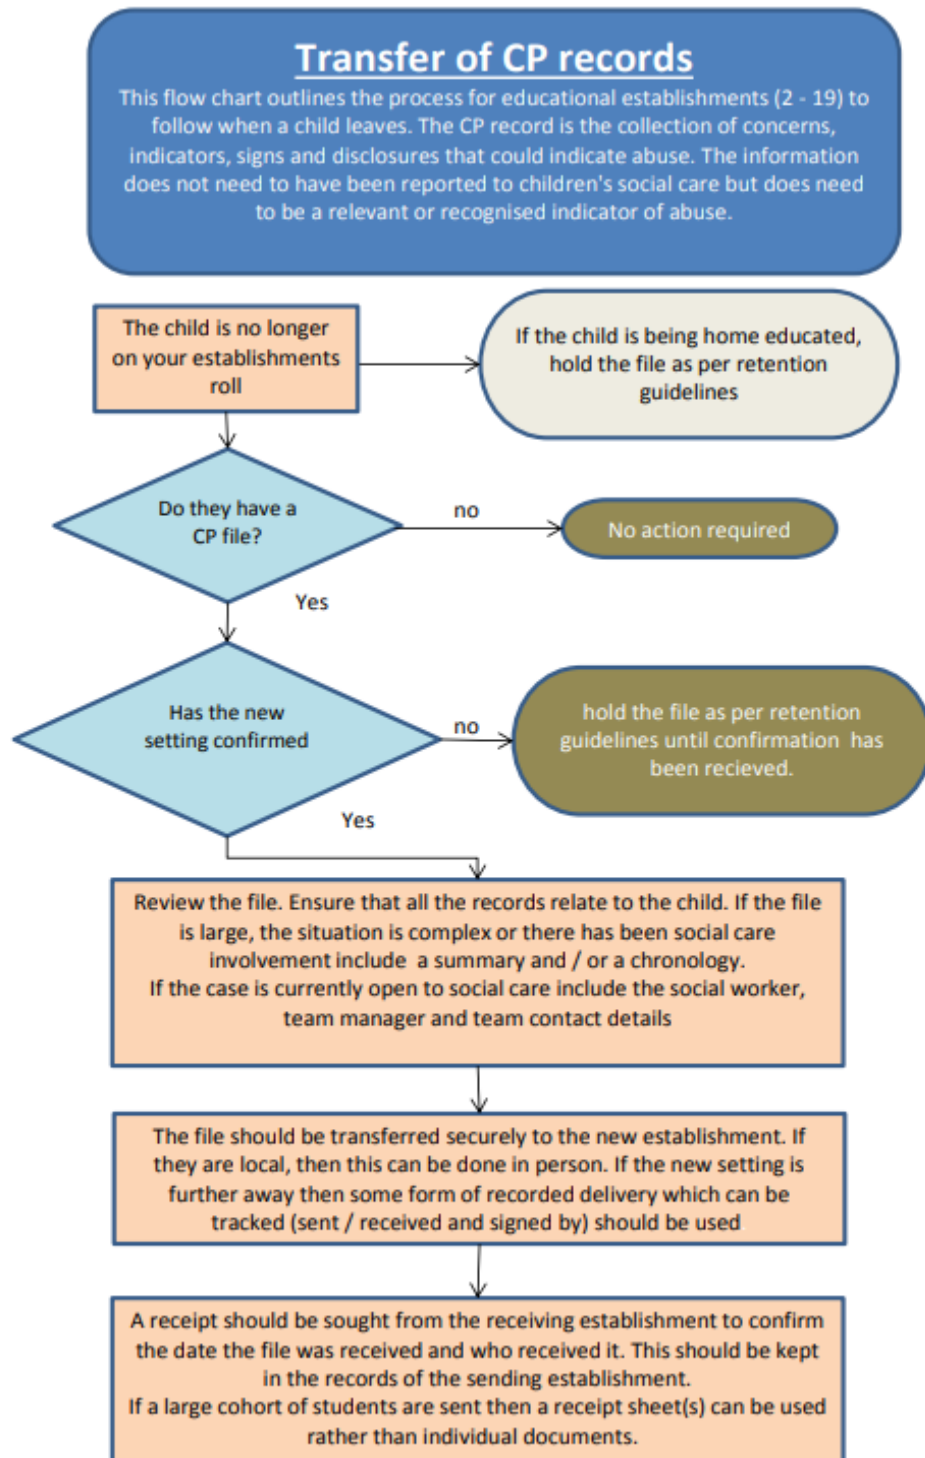 Transfer of CP records
This flow chart outlines the process for educational establishments (2 - 19) to
follow when a child leaves. The CP record is the collection of concerns,
indicators, signs and disclosures that could indicate abuse. The information
does not need to have been reported to children's social care but does need
to be a relevant or recognised indicator of abuse.
The child is no longer
on your establishments
roll
If the child is being home educated,
hold the file as per retention
guidelines
Do they have a
CP file?
no
No action required
Yes
Has the new
setting confirmed
no
hold the file as per retention
guidelines until confirmation has
been recieved.
Yes
Review the file. Ensure that all the records relate to the child. If the file
is large, the situation is complex or there has been social care
involvement include a summary and / or a chronology.
If the case is currently open to social care include the social worker,
team manager and team contact details
The file should be transferred securely to the new establishment. If
they are local, then this can be done in person. If the new setting is
further away then some form of recorded delivery which can be
tracked (sent / received and signed by) should be used
A receipt should be sought from the receiving establishment to confirm
the date the file was received and who received it. This should be kept
in the records of the sending establishment.
If a large cohort of students are sent then a receipt sheet(s) can be used
rather than individual documents.